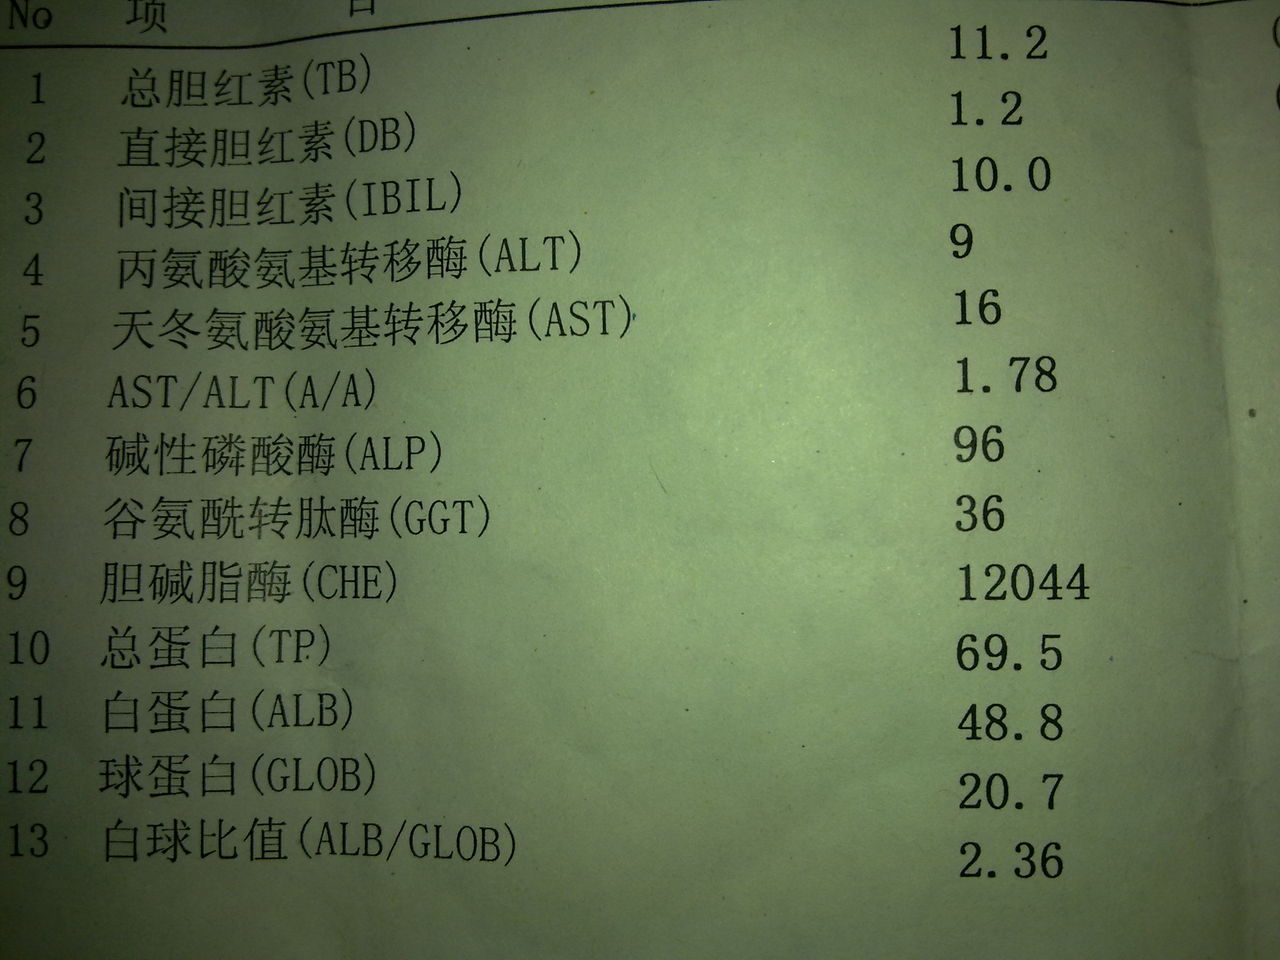 No 项 目
1 总胆红素(TB) 11.2
2 直接胆红素(DB) 1.2
3 间接胆红素(IBIL) 10.0
4 丙氨酸氨基转移酶(ALT) 9
5 天冬氨酸氨基转移酶(AST) 16
6 AST/ALT(A/A) 1.78
7 碱性磷酸酶(ALP) 96
8 谷氨酰转肽酶(GGT) 36
9 胆碱脂酶(CHE) 12044
10 总蛋白(TP) 69.5
11 白蛋白(ALB) 48.8
12 球蛋白(GLOB) 20.7
13 白球比值(ALB/GLOB) 2.36